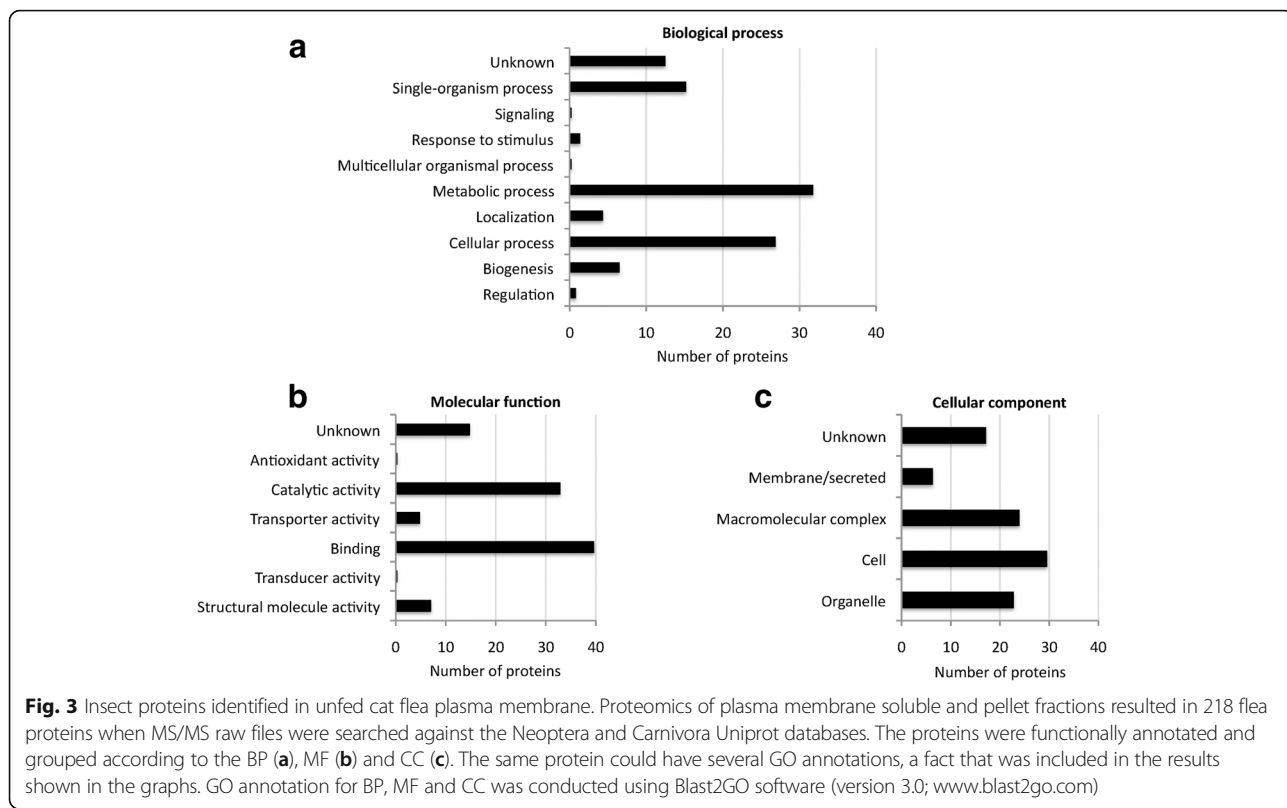 a
Biological process
Unknown
Single-organism process
Signaling
Response to stimulus
Multicellular organismal process
Metabolic process
Localization
Cellular process
Biogenesis
Regulation
0 10 20 30 40
Number of proteins
b
Molecular function
Unknown
Antioxidant activity
Catalytic activity
Transporter activity
Binding
Transducer activity
Structural molecule activity
0 10 20 30 40
Number of proteins
c
Cellular component
Unknown
Membrane/secreted
Macromolecular complex
Cell
Organelle
0 10 20 30 40
Number of proteins
Fig. 3 Insect proteins identified in unfed cat flea plasma membrane. Proteomics of plasma membrane soluble and pellet fractions resulted in 218 flea
proteins when MS/MS raw files were searched against the Neoptera and Carnivora Uniprot databases. The proteins were functionally annotated and
grouped according to the BP (a), MF (b) and CC (c). The same protein could have several GO annotations, a fact that was included in the results
shown in the graphs. GO annotation for BP, MF and CC was conducted using Blast2GO software (version 3.0; www.blast2go.com)